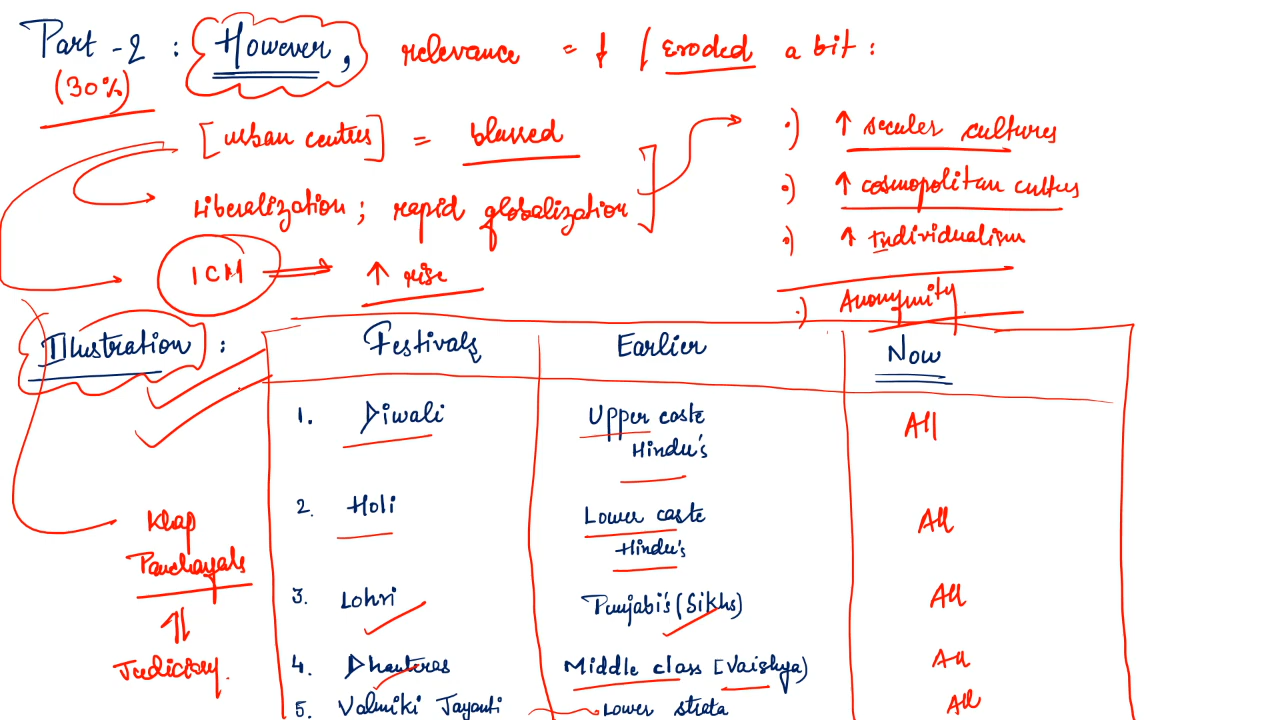 Part -2 : However, relevance = ↓ / Eroded a bit :
(30%)
[urban centres] = blurred
Liberalization ; rapid globalization
ICM → ↑ rise
·) ↑ secular cultures
·) ↑ cosmopolitan cultures
·) ↑ Individualism
·) Anonymity
Illustration :
Festivals Earlier Now
1. Diwali Upper caste Hindu's All
2. Holi Lower caste Hindu's All
3. Lohri Punjabi's (Sikhs) All
4. Dhanteras Middle class [Vaishya) All
5. Valmiki Jayanti Lower strata All
Khap
Panchayats
⇅
Judiciary.